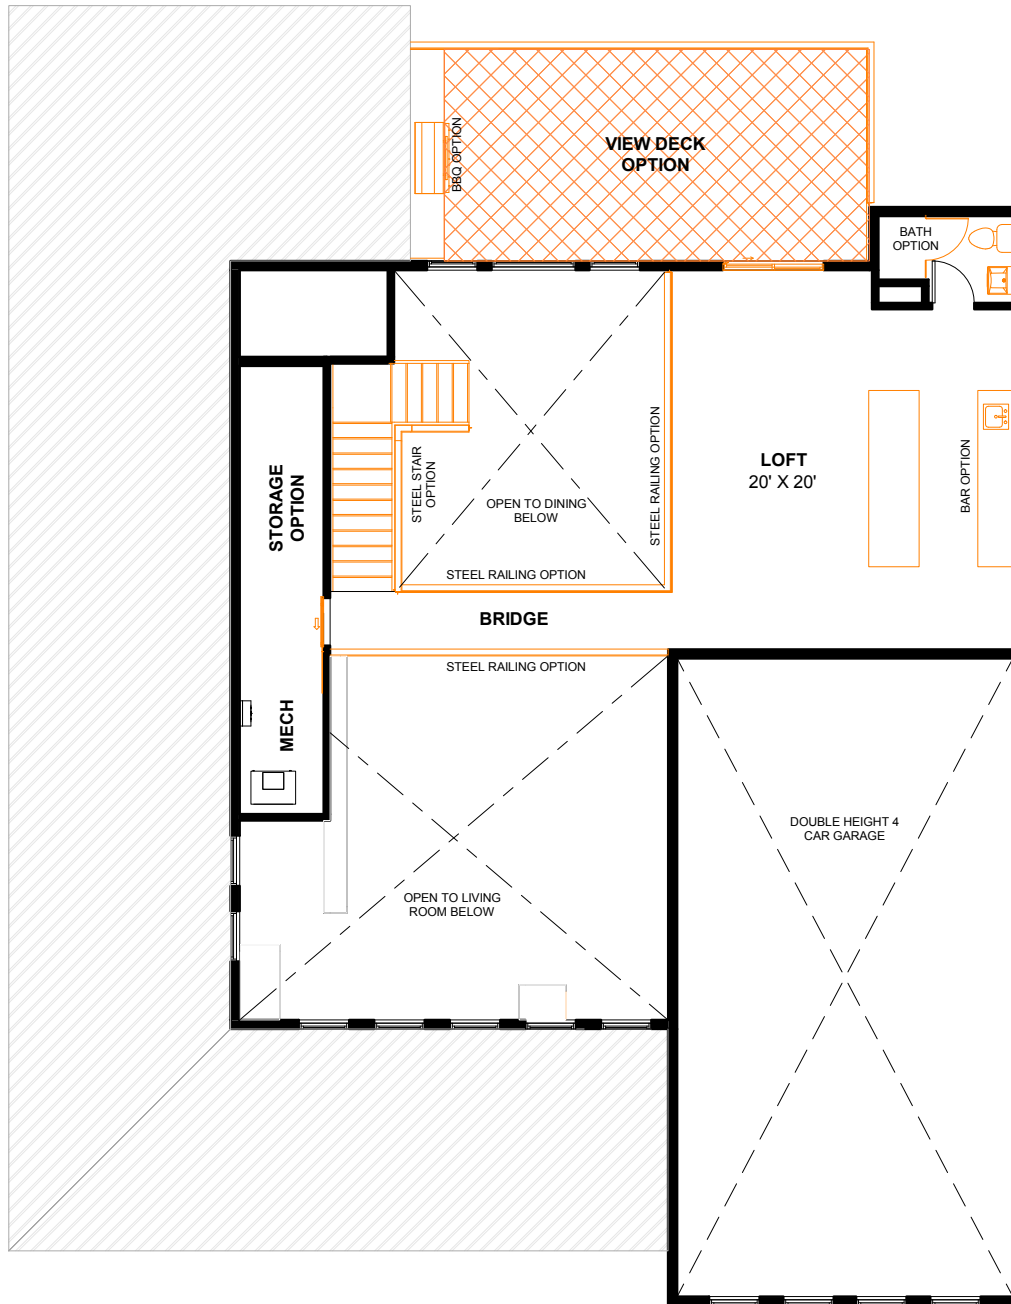 VIEW DECK
OPTION
BBQ OPTION
BATH
OPTION
STORAGE
OPTION
STEEL STAIR
OPTION
OPEN TO DINING
BELOW
STEEL RAILING OPTION
LOFT
20' X 20'
BAR OPTION
STEEL RAILING OPTION
BRIDGE
STEEL RAILING OPTION
MECH
DOUBLE HEIGHT 4
CAR GARAGE
OPEN TO LIVING
ROOM BELOW